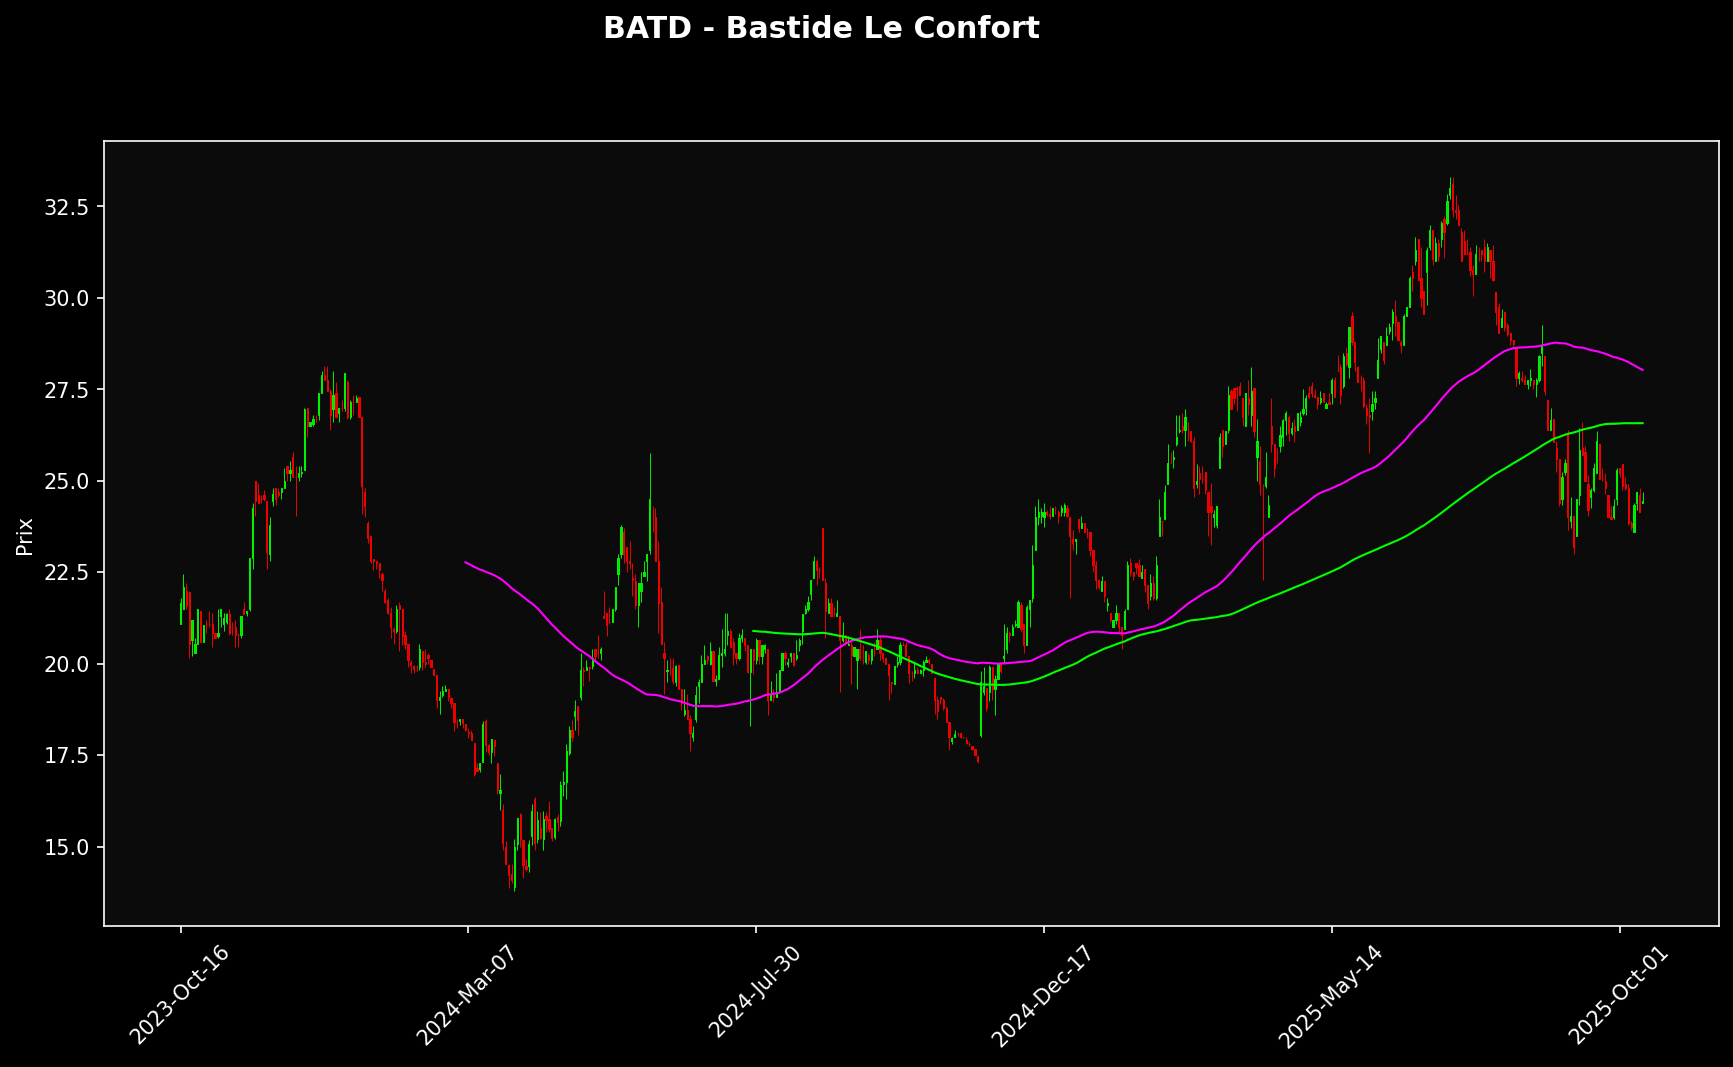 BATD - Bastide Le Confort
Prix
32.5
30.0
27.5
25.0
22.5
20.0
17.5
15.0
2023-Oct-16
2024-Mar-07
2024-Jul-30
2024-Dec-17
2025-May-14
2025-Oct-01